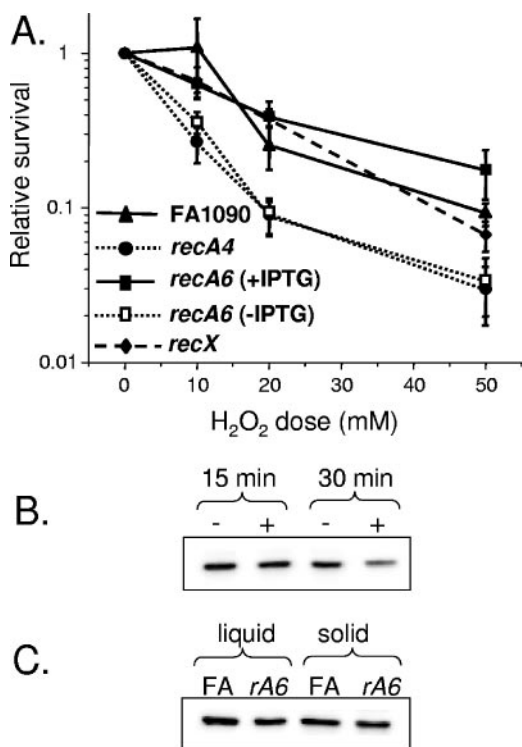 A.
Relative survival
1
0.1
0.01
FA1090
recA4
recA6 (+IPTG)
recA6 (-IPTG)
recX
0 10 20 30 40 50
H₂O₂ dose (mM)
B.
15 min 30 min
- + - +
C.
liquid solid
FA rA6 FA rA6